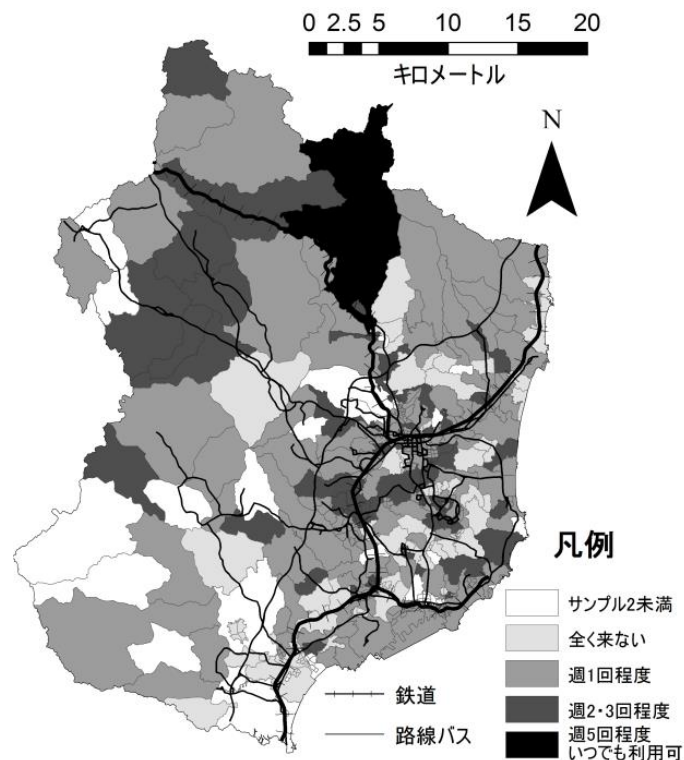 0 2.5 5 10 15 20
キロメートル
N
凡例
サンプル2未満
全く来ない
週1回程度
週2・3回程度
週5回程度
いつでも利用可
鉄道
路線バス